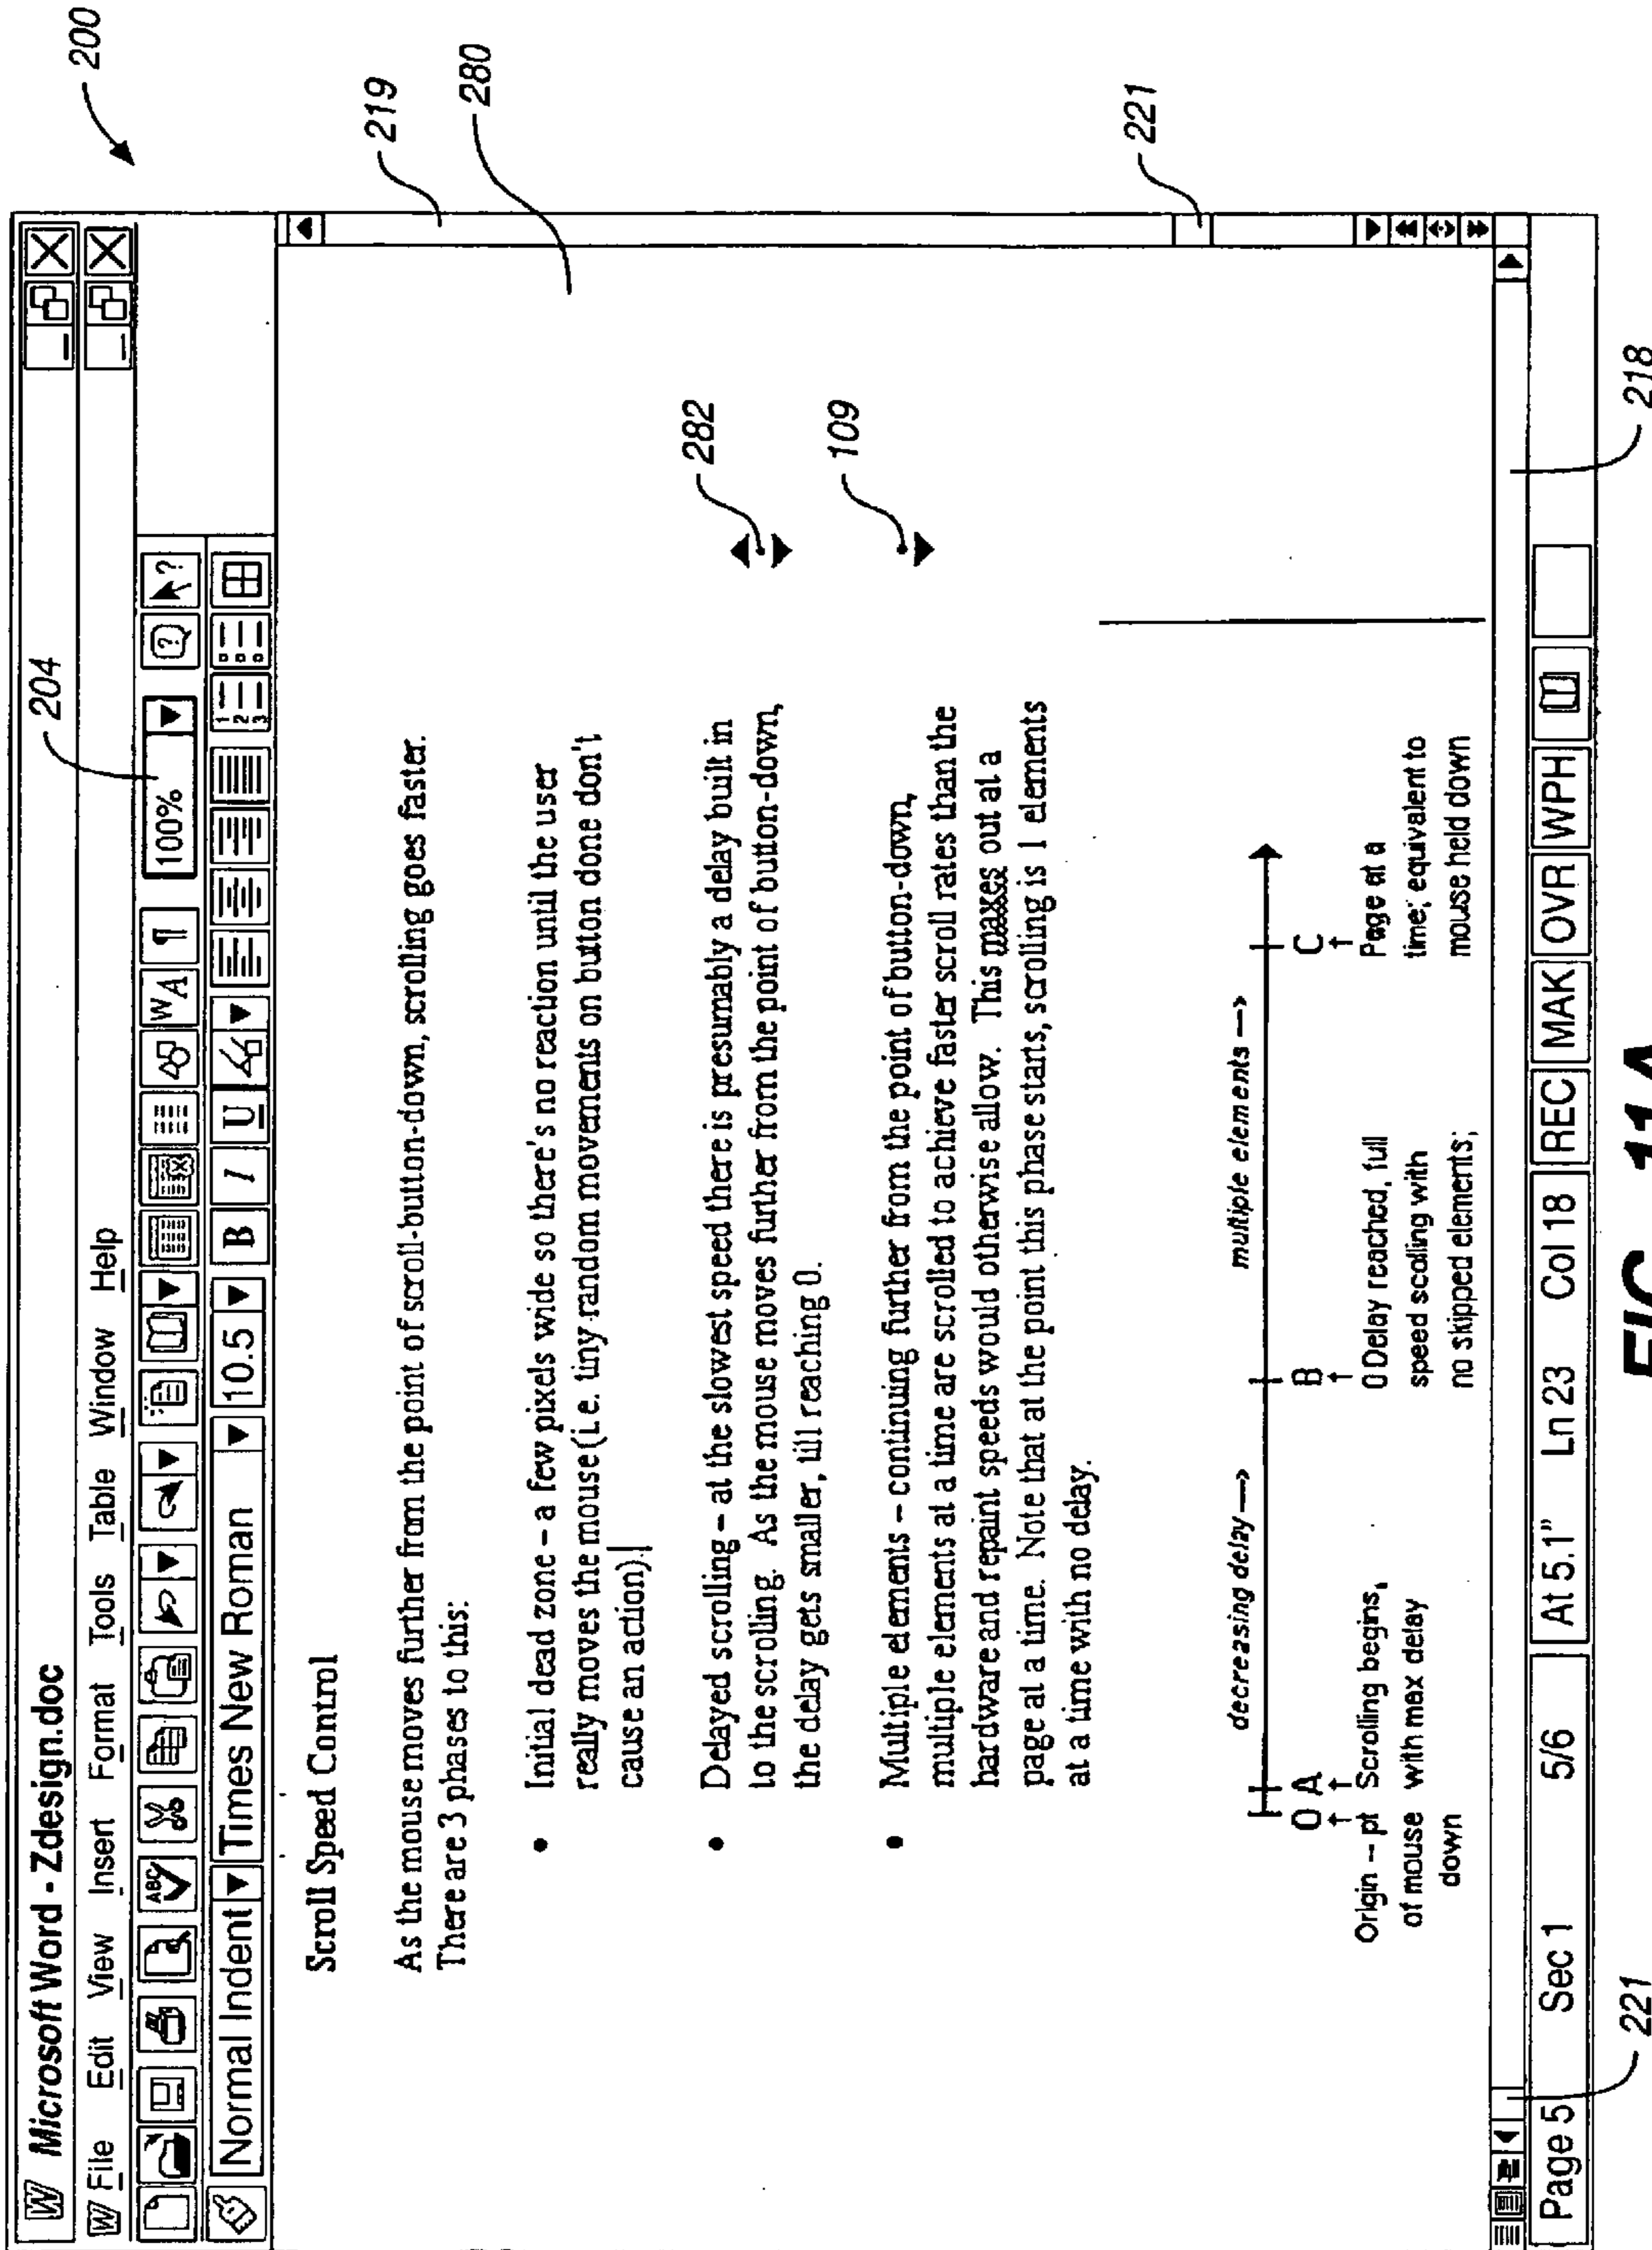 200
W Microsoft Word - Zdesign.doc
204
W File Edit View Insert Format Tools Table Window Help
ABC
W A
¶
100%
?
?
Normal Indent
Times New Roman
10.5
B I U
1
2
3
219
280
Scroll Speed Control
As the mouse moves further from the point of scroll-button-down, scrolling goes faster.
There are 3 phases to this:
• Initial dead zone – a few pixels wide so there's no reaction until the user
really moves the mouse (i.e. tiny random movements on button done don't
cause an action).
282
• Delayed scrolling – at the slowest speed there is presumably a delay built in
to the scrolling. As the mouse moves further from the point of button-down,
the delay gets smaller, till reaching 0.
109
• Multiple elements – continuing further from the point of button-down,
multiple elements at a time are scrolled to achieve faster scroll rates than the
hardware and repaint speeds would otherwise allow. This maxes out at a
page at a time. Note that at the point this phase starts, scrolling is 1 elements
at a time with no delay.
221
decreasing delay —>
multiple elements —>
O A B C
Origin -- pt
of mouse
down
Scrolling begins,
with max delay
0 Delay reached, full
speed scolling with
no skipped elements;
Page at a
time; equivalent to
mouse held down
Page 5 Sec 1 5/6 At 5.1" Ln 23 Col 18 REC MAK OVR WPH
221
218
FIG. 11A